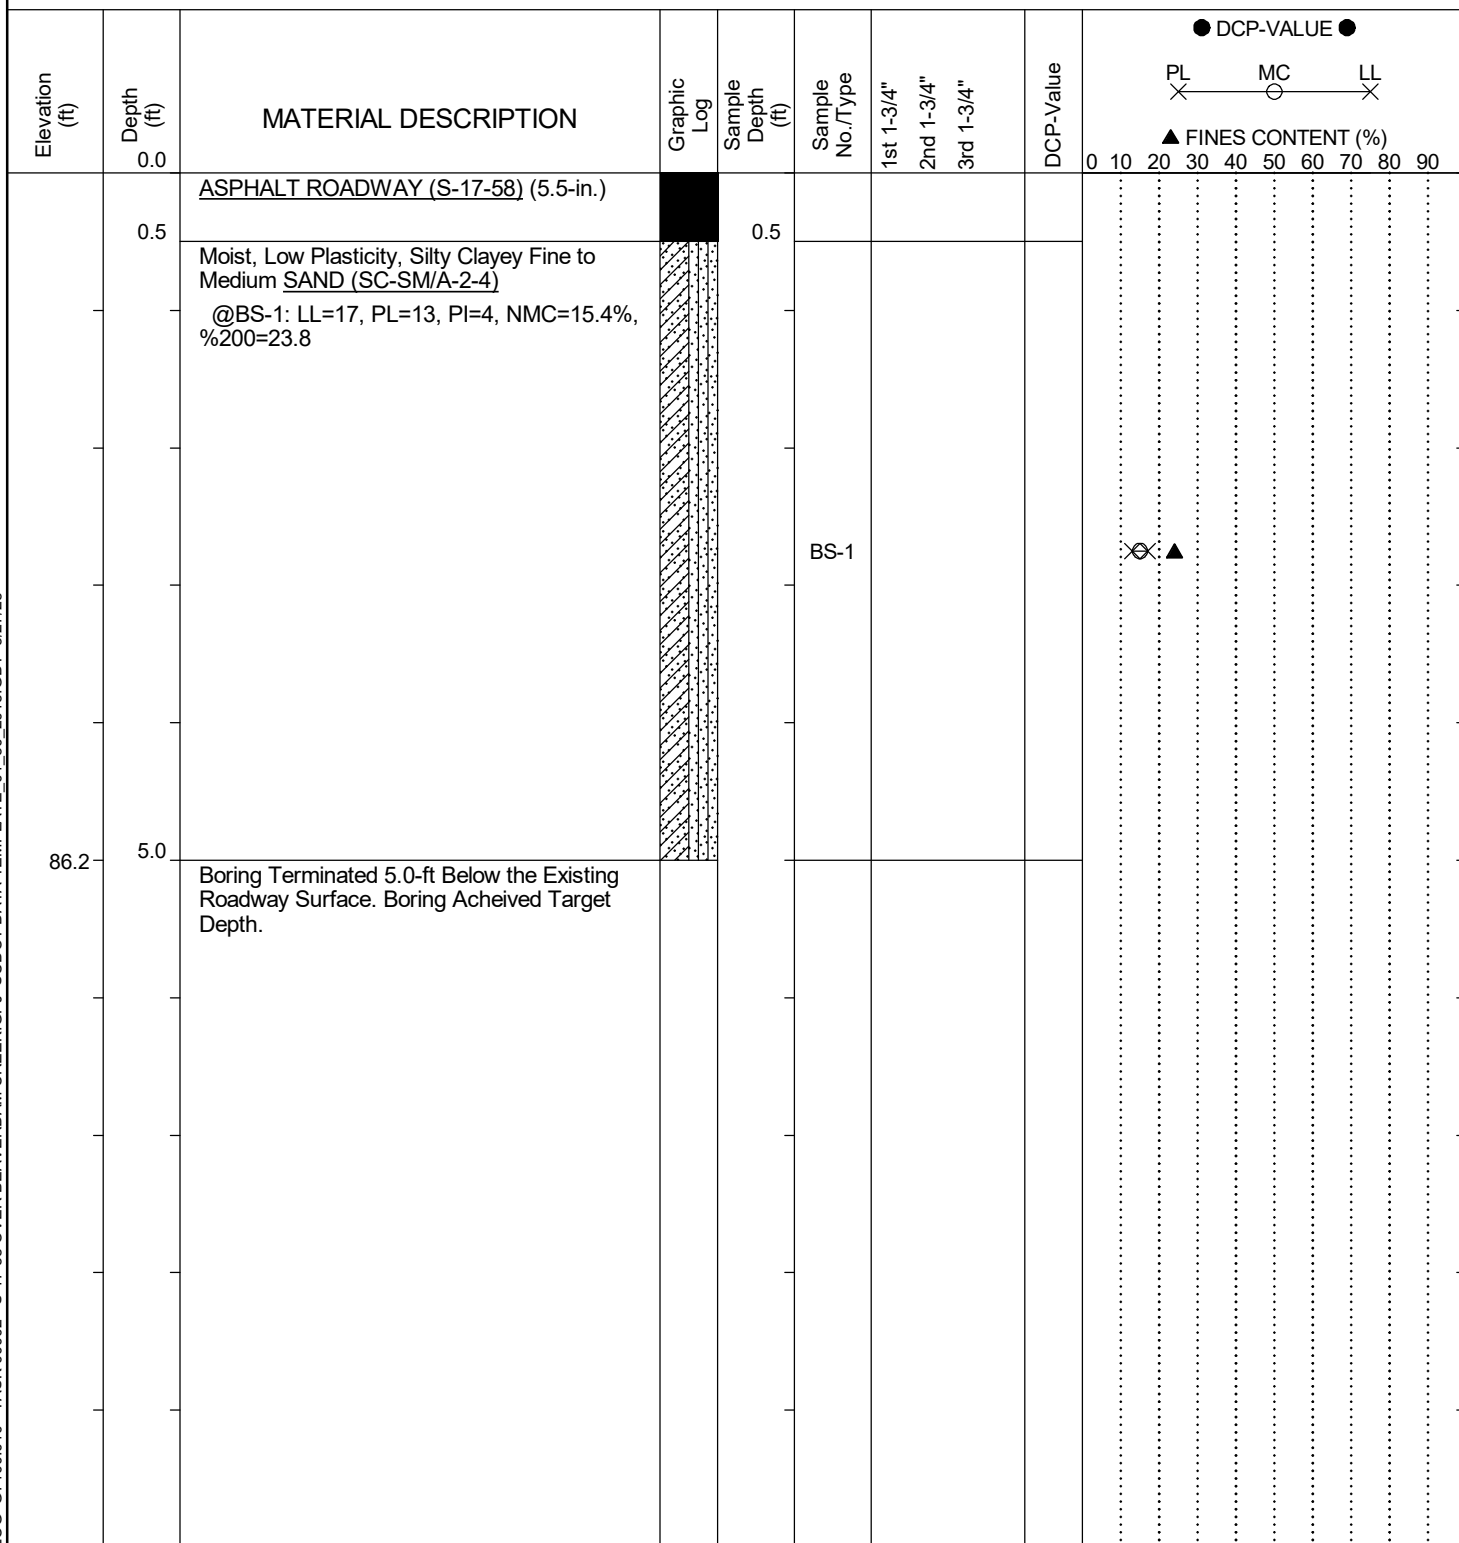 ● DCP-VALUE ●
PL MC LL
▲ FINES CONTENT (%)
0 10 20 30 40 50 60 70 80 90
Elevation
(ft)
Depth
(ft)
0.0
MATERIAL DESCRIPTION
Graphic
Log
Sample
Depth
(ft)
Sample
No./Type
1st 1-3/4"
2nd 1-3/4"
3rd 1-3/4"
DCP-Value
ASPHALT ROADWAY (S-17-58) (5.5-in.)
0.5 0.5
Moist, Low Plasticity, Silty Clayey Fine to
Medium SAND (SC-SM/A-2-4)
@BS-1: LL=17, PL=13, PI=4, NMC=15.4%,
%200=23.8
BS-1
86.2 5.0
Boring Terminated 5.0-ft Below the Existing
Roadway Surface. Boring Acheived Target
Depth.